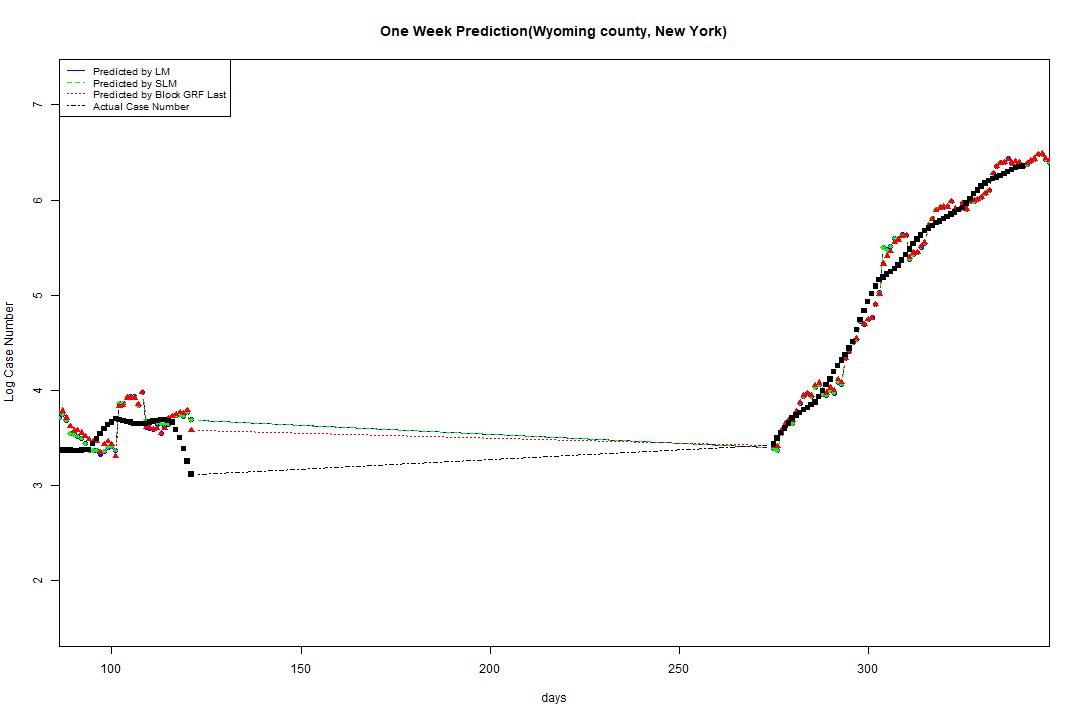 One Week Prediction(Wyoming county, New York)
Predicted by LM
Predicted by SLM
Predicted by Block GRF Last
Actual Case Number
7
6
5
4
3
2
Log Case Number
100 150 200 250 300
days